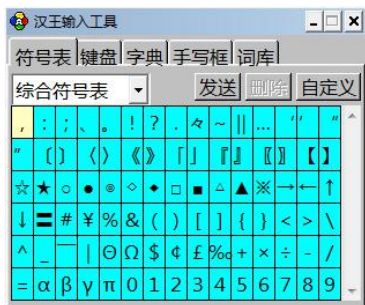 汉王输入工具
符号表 键盘 字典 手写框 词库
综合符号表 发送 删除 自定义
, : ; 、 。 ! ? . 々 ~ ‖ … ' ' "
" 〔 〕 〈 〉 《 》 「 」 『 』 〖 〗 【 】
☆ ★ ○ ● ◎ ◇ ◆ □ ■ △ ▲ ※ → ← ↑
↓ 〓 # ¥ % & ( ) [ ] { } < > \
^ _ ‾ | Θ Ω $ ¢ £ ‰ + × ÷ - /
= α β γ π 0 1 2 3 4 5 6 7 8 9